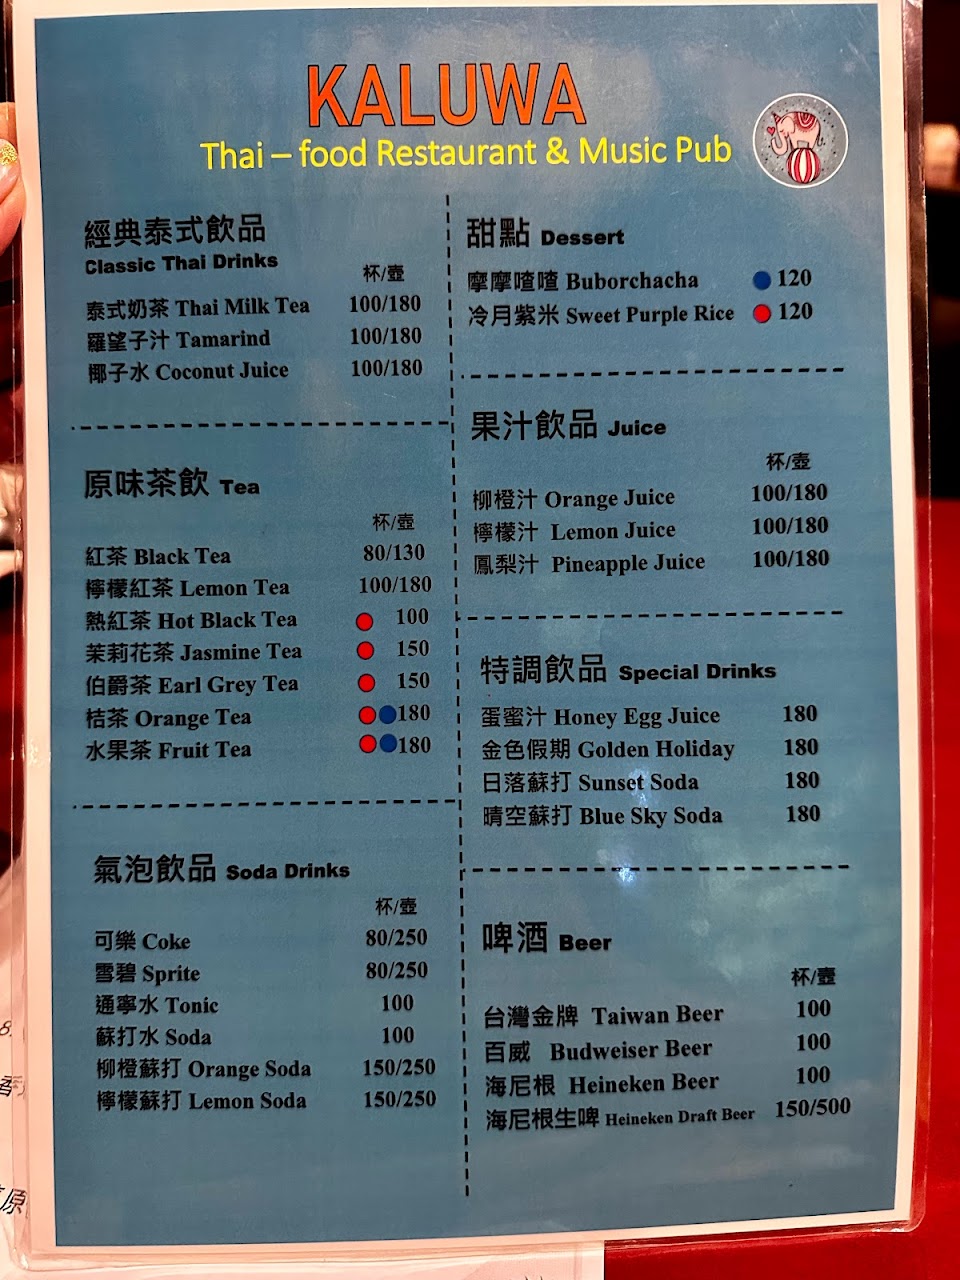 KALUWA
Thai – food Restaurant & Music Pub
經典泰式飲品
Classic Thai Drinks
杯/壺
泰式奶茶 Thai Milk Tea 100/180
羅望子汁 Tamarind 100/180
椰子水 Coconut Juice 100/180
原味茶飲 Tea
杯/壺
紅茶 Black Tea 80/130
檸檬紅茶 Lemon Tea 100/180
熱紅茶 Hot Black Tea 100
茉莉花茶 Jasmine Tea 150
伯爵茶 Earl Grey Tea 150
桔茶 Orange Tea 180
水果茶 Fruit Tea 180
氣泡飲品 Soda Drinks
杯/壺
可樂 Coke 80/250
雪碧 Sprite 80/250
通寧水 Tonic 100
蘇打水 Soda 100
柳橙蘇打 Orange Soda 150/250
檸檬蘇打 Lemon Soda 150/250
甜點 Dessert
摩摩喳喳 Buborchacha 120
冷月紫米 Sweet Purple Rice 120
果汁飲品 Juice
杯/壺
柳橙汁 Orange Juice 100/180
檸檬汁 Lemon Juice 100/180
鳳梨汁 Pineapple Juice 100/180
特調飲品 Special Drinks
蛋蜜汁 Honey Egg Juice 180
金色假期 Golden Holiday 180
日落蘇打 Sunset Soda 180
晴空蘇打 Blue Sky Soda 180
啤酒 Beer
杯/壺
台灣金牌 Taiwan Beer 100
百威 Budweiser Beer 100
海尼根 Heineken Beer 100
海尼根生啤 Heineken Draft Beer 150/500